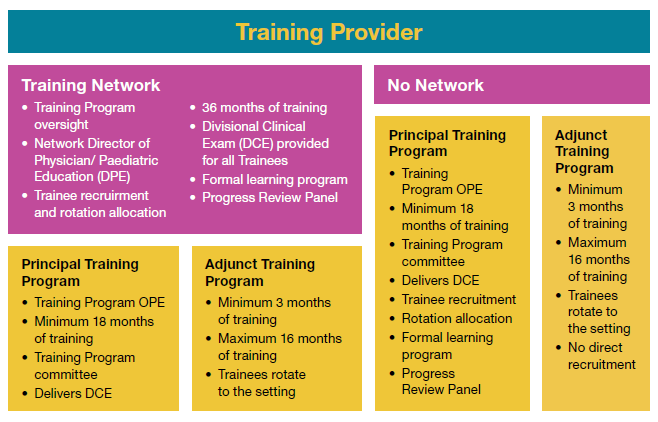 Training Provider
Training Network
• Training Program
oversight
• Network Director of
Physician/ Paediatric
Education (DPE)
• Trainee recruirment
and rotation allocation
• 36 months of training
• Divisional Clinical
Exam (DCE) provided
for all Trainees
• Formal learning program
• Progress Review Panel
Principal Training
Program
• Training Program OPE
• Minimum 18 months
of training
• Training Program
committee
• Delivers DCE
Adjunct Training
Program
• Minimum 3 months
of training
• Maximum 16 months
of training
• Trainees rotate
to the setting
No Network
Principal Training
Program
• Training
Program OPE
• Minimum 18
months of training
• Training Program
committee
• Delivers DCE
• Trainee recruitment
• Rotation allocation
• Formal learning
program
• Progress
Review Panel
Adjunct
Training
Program
• Minimum
3 months
of training
• Maximum
16 months
of training
• Trainees
rotate to
the setting
• No direct
recruitment